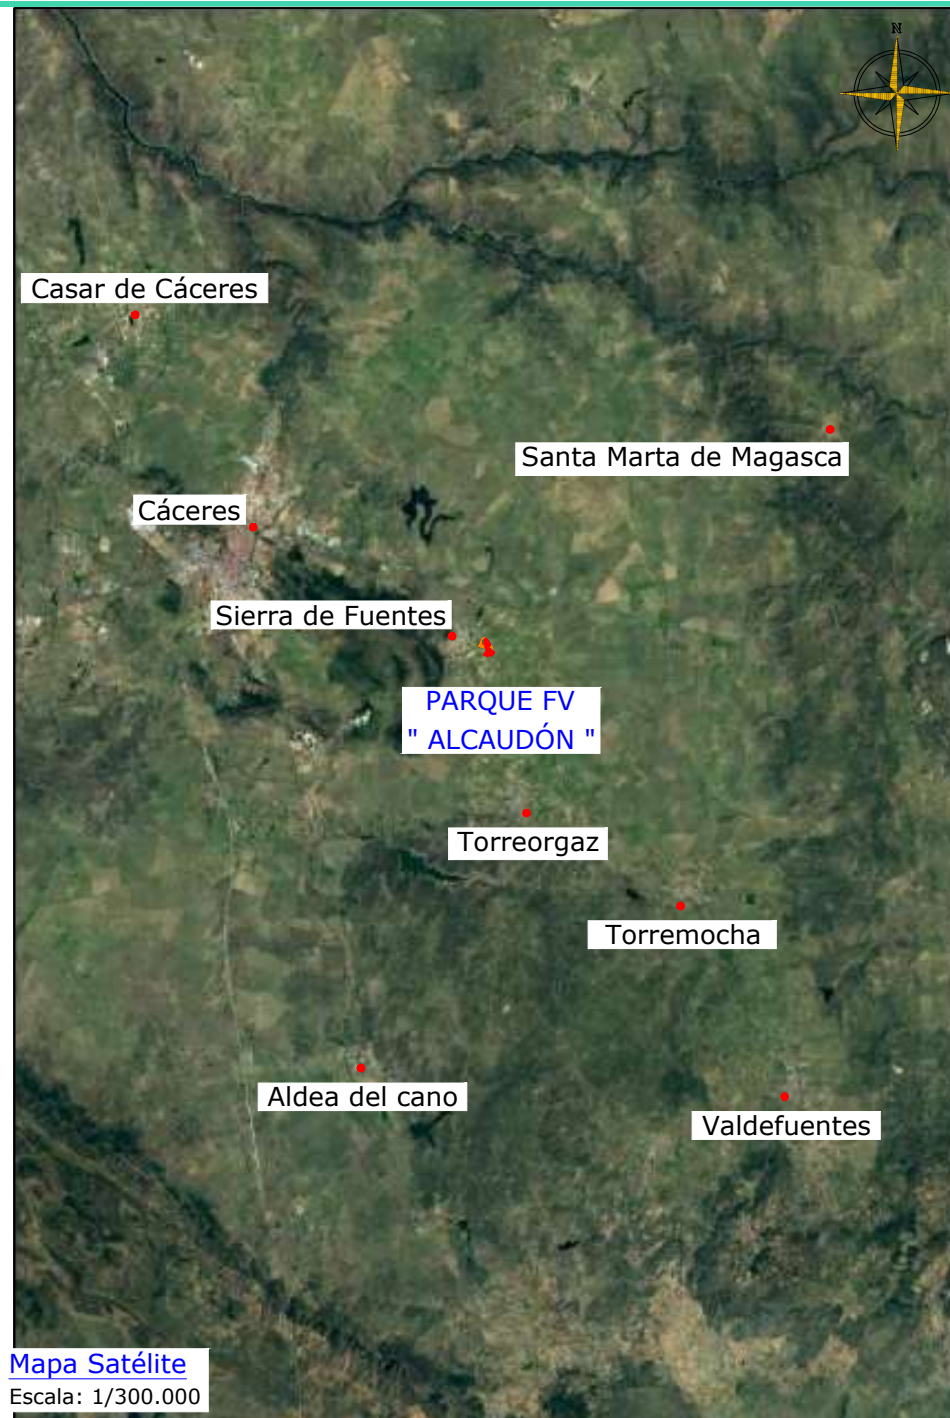 N
Casar de Cáceres
Santa Marta de Magasca
Cáceres
Sierra de Fuentes
PARQUE FV
" ALCAUDÓN "
Torreorgaz
Torremocha
Aldea del cano
Valdefuentes
Mapa Satélite
Escala: 1/300.000